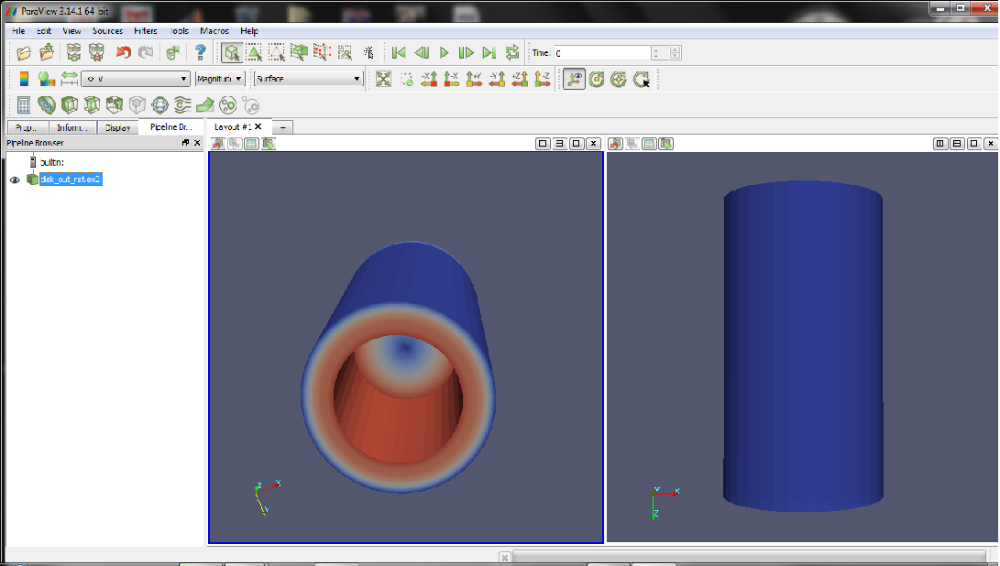 ParaView 3.14.1 64-bit
File Edit View Sources Filters Tools Macros Help
Time: 0 0
V Magnitude Surface
Prop... Inform... Display Pipeline Br... Layout #1 +
Pipeline Browser
builtin:
disk_out_ref.ex2
Z X Y
Y X Z